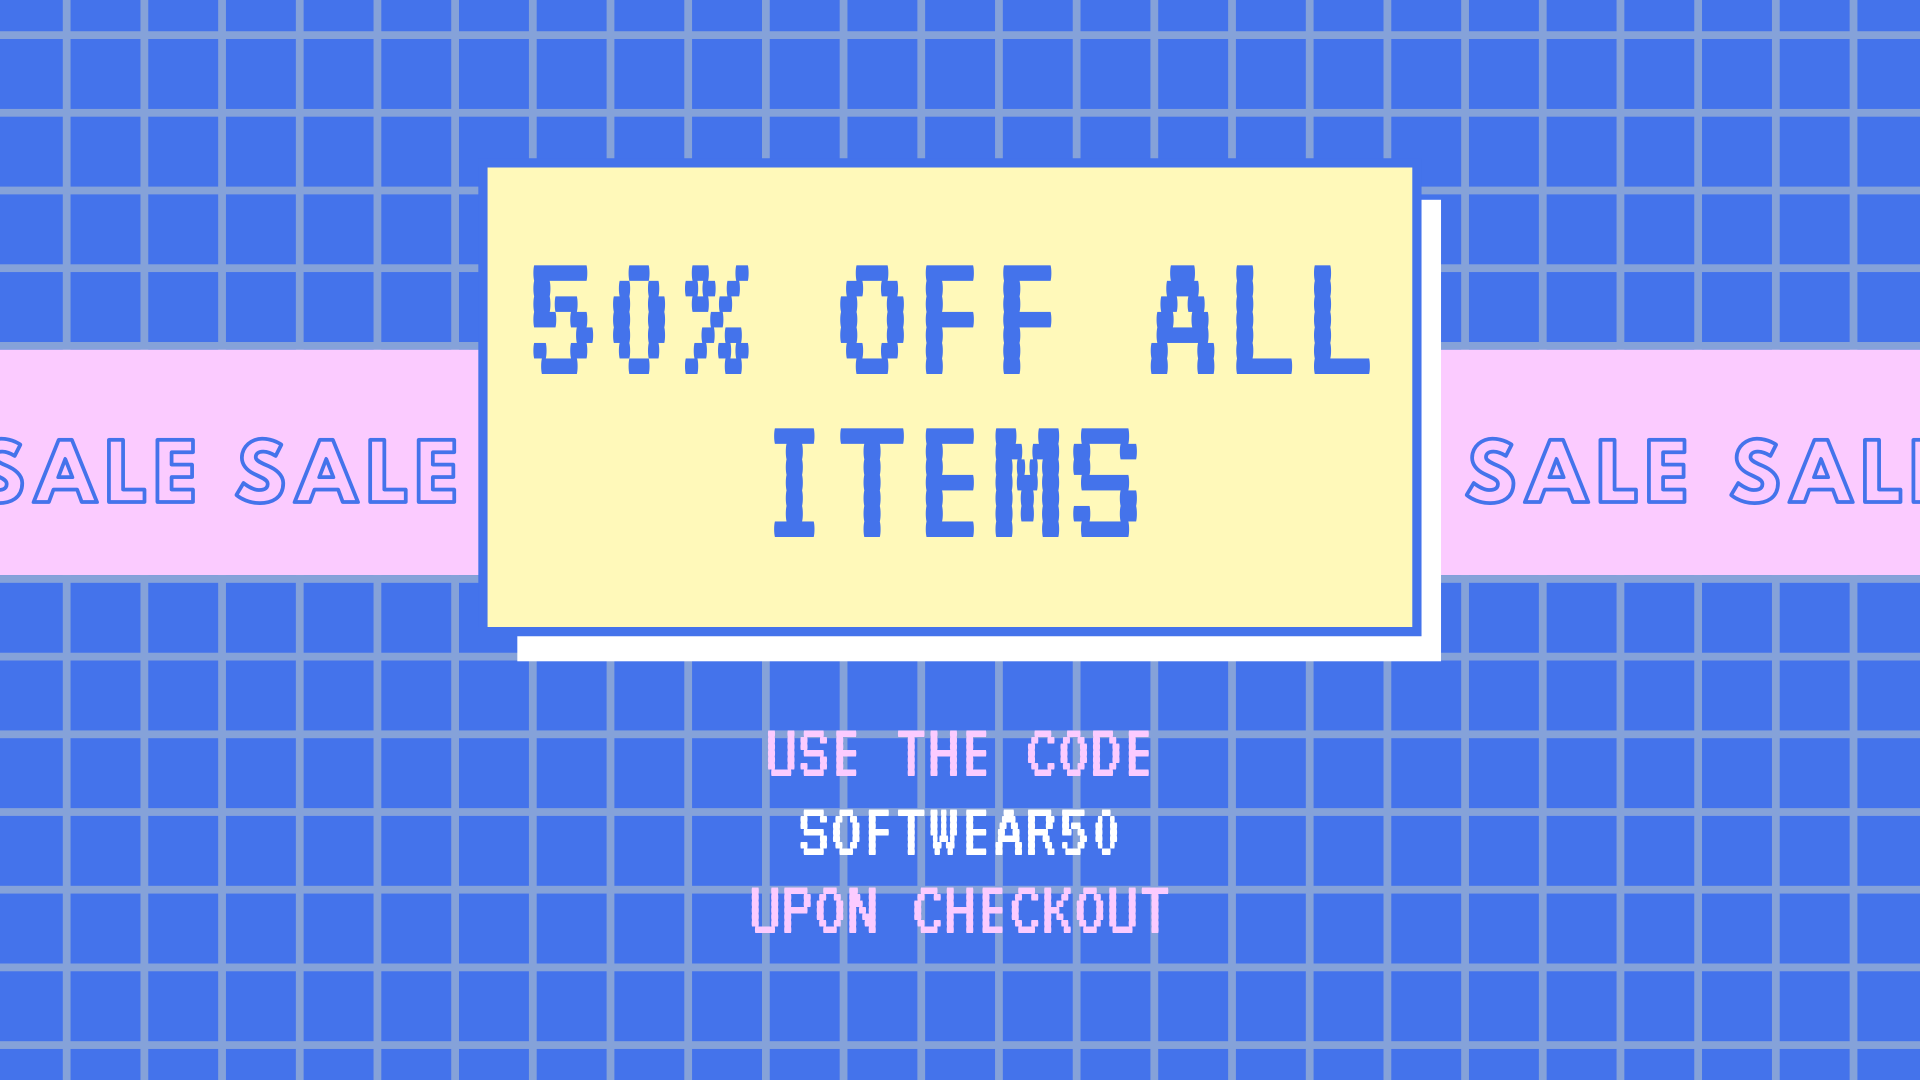 50% OFF ALL
ITEMS
SALE SALE
SALE SALE
USE THE CODE
SOFTWEAR50
UPON CHECKOUT